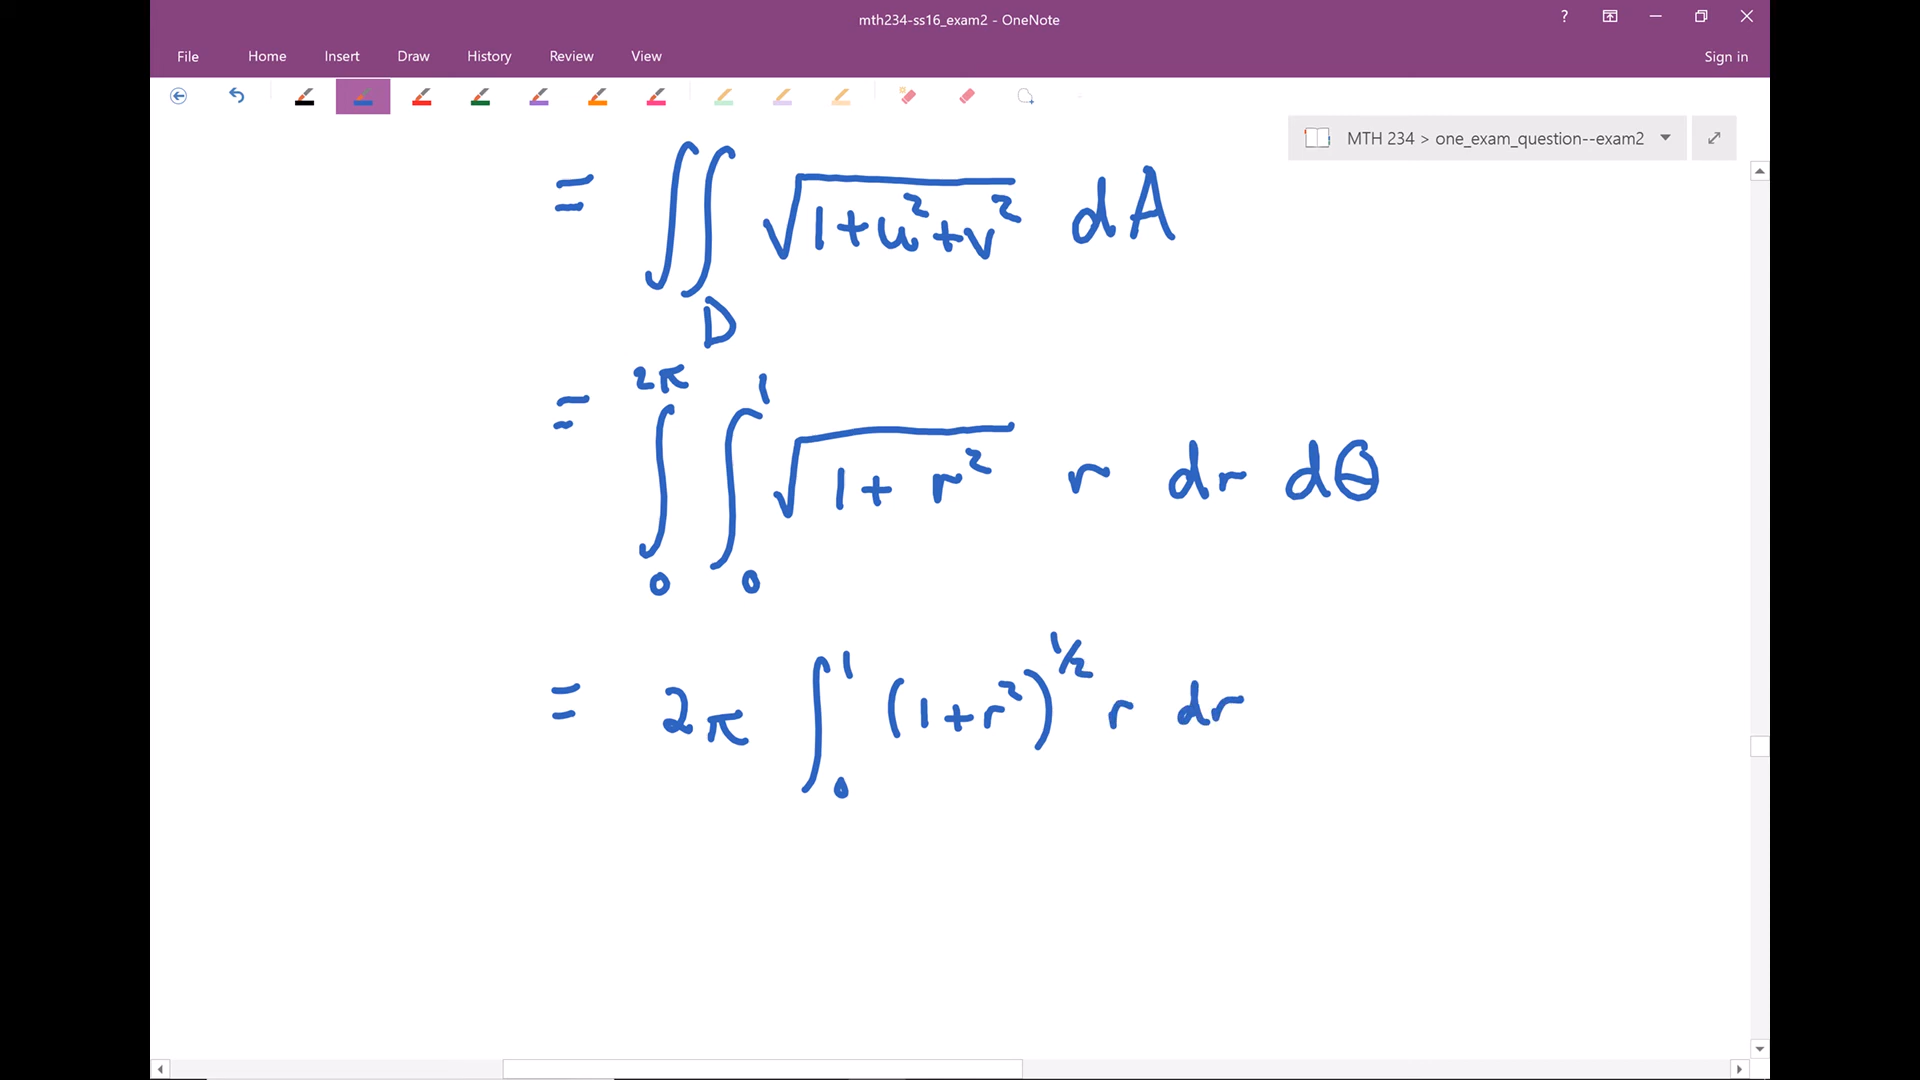 mth234-ss16_exam2 - OneNote
?
File Home Insert Draw History Review View Sign in
MTH 234 > one_exam_question--exam2
= ∬_D √(1+u²+v²) dA
= ∫_0^{2π} ∫_0^1 √(1+r²) r dr dθ
= 2π ∫_0^1 (1+r²)^{1/2} r dr